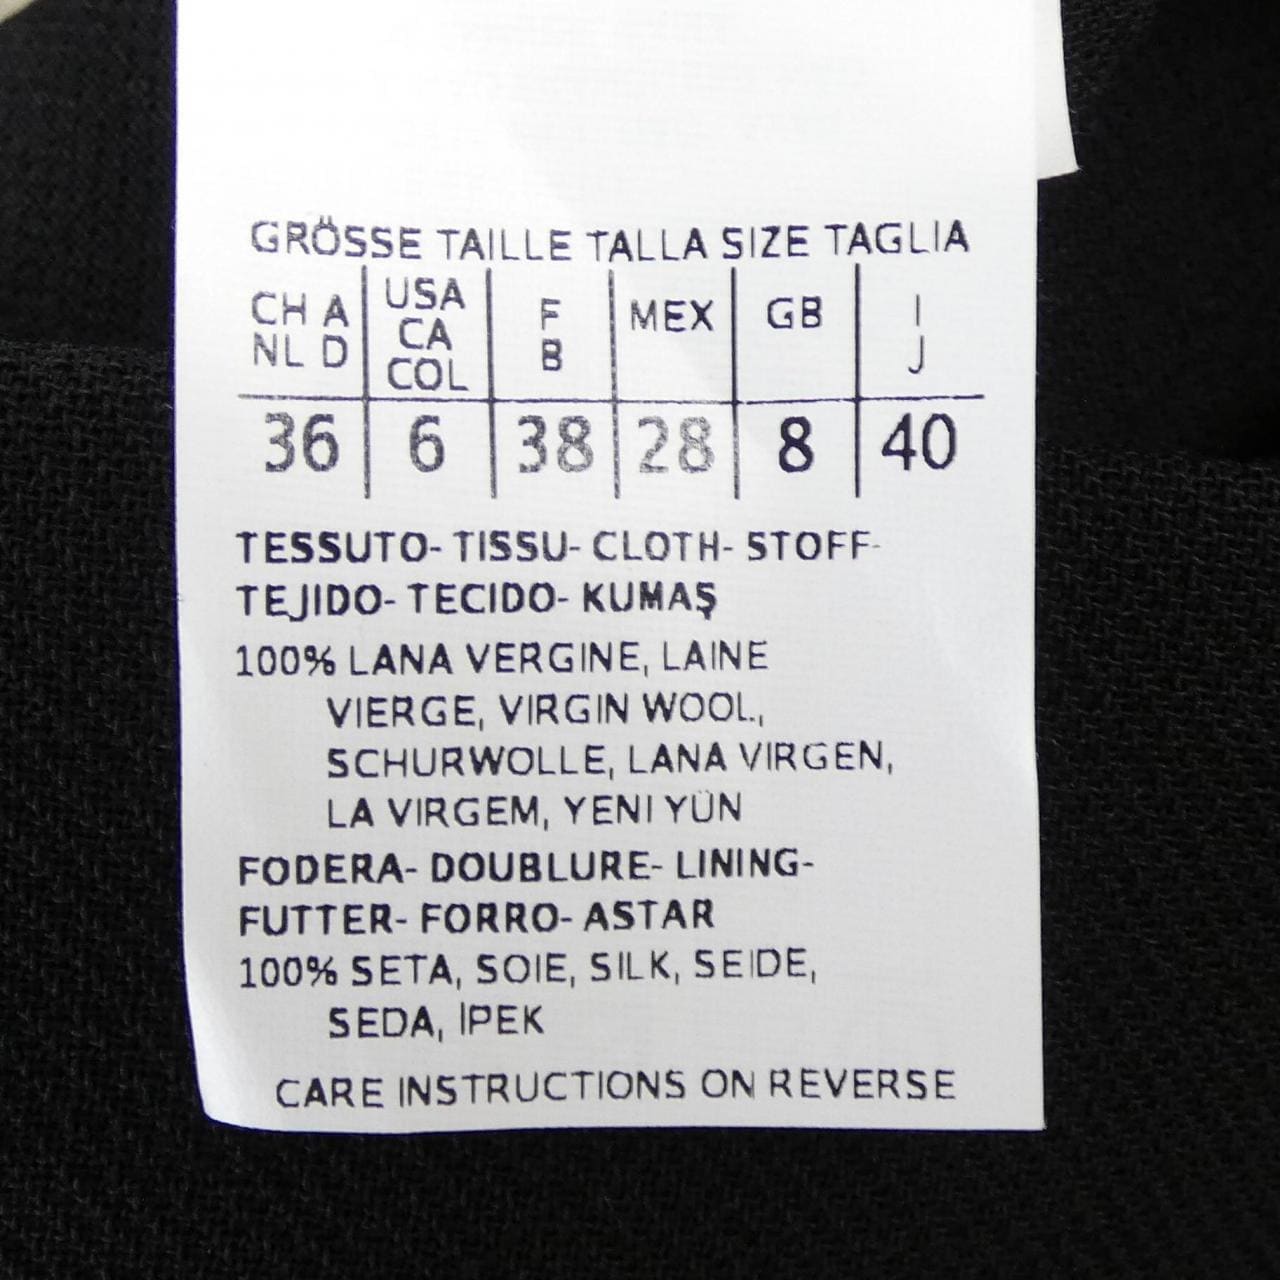 GRÖSSE TAILLE TALLA SIZE TAGLIA
CH A NL D | USA CA COL | F B | MEX | GB | I J
36 | 6 | 38 | 28 | 8 | 40
TESSUTO- TISSU- CLOTH- STOFF-
TEJIDO- TECIDO- KUMAŞ
100% LANA VERGINE, LAINE
VIERGE, VIRGIN WOOL,
SCHURWOLLE, LANA VIRGEN,
LA VIRGEM, YENI YÜN
FODERA- DOUBLURE- LINING-
FUTTER- FORRO- ASTAR
100% SETA, SOIE, SILK, SEIDE,
SEDA, İPEK
CARE INSTRUCTIONS ON REVERSE